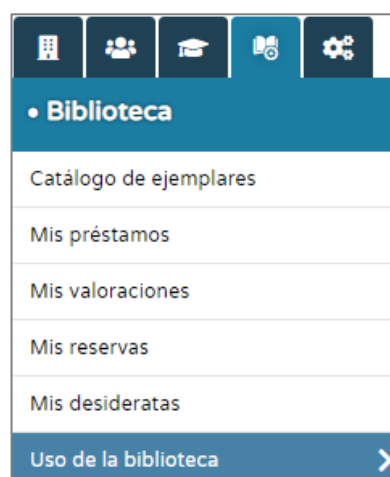 • Biblioteca
Catálogo de ejemplares
Mis préstamos
Mis valoraciones
Mis reservas
Mis desideratas
Uso de la biblioteca